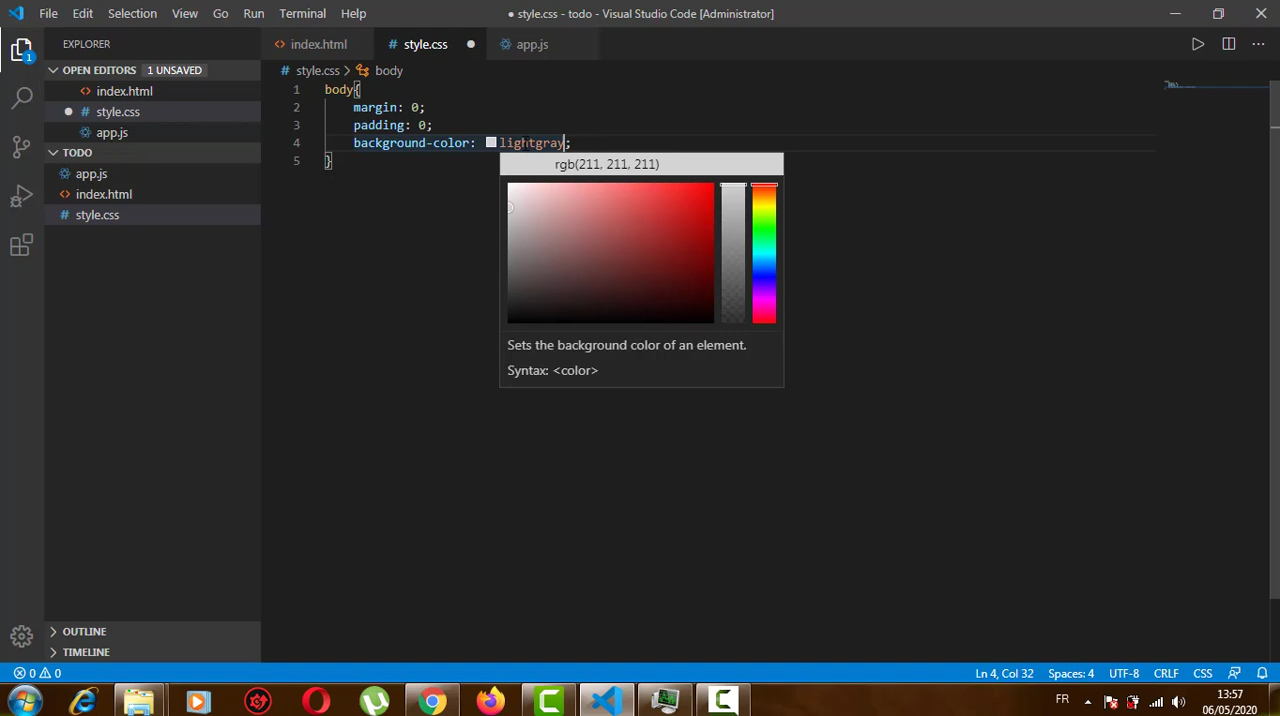 File Edit Selection View Go Run Terminal Help
● style.css - todo - Visual Studio Code [Administrator]
EXPLORER
index.html
style.css
app.js
OPEN EDITORS 1 UNSAVED
index.html
style.css
app.js
TODO
app.js
index.html
style.css
OUTLINE
TIMELINE
1
style.css > body
1 body{
2 margin: 0;
3 padding: 0;
4 background-color: lightgray;
5 }
rgb(211, 211, 211)
Sets the background color of an element.
Syntax: <color>
0 0
Ln 4, Col 32 Spaces: 4 UTF-8 CRLF CSS
FR
13:57
06/05/2020